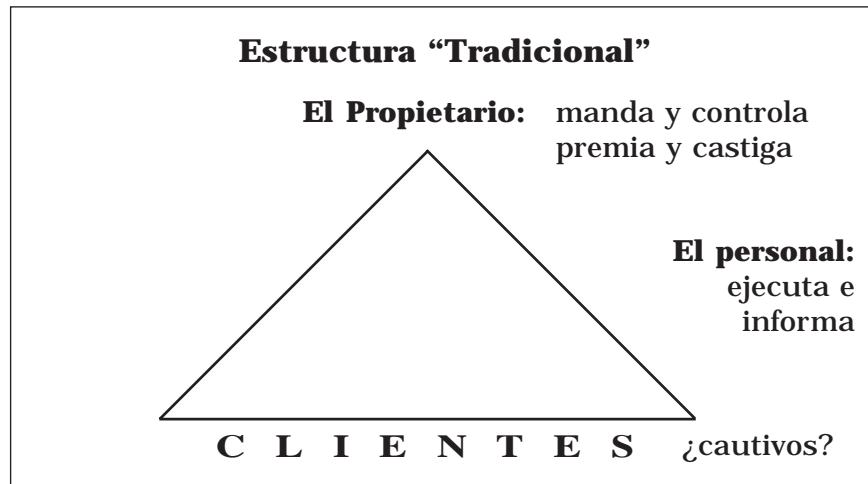 Estructura “Tradicional”
El Propietario: manda y controla
premia y castiga
El personal:
ejecuta e
informa
C L I E N T E S ¿cautivos?